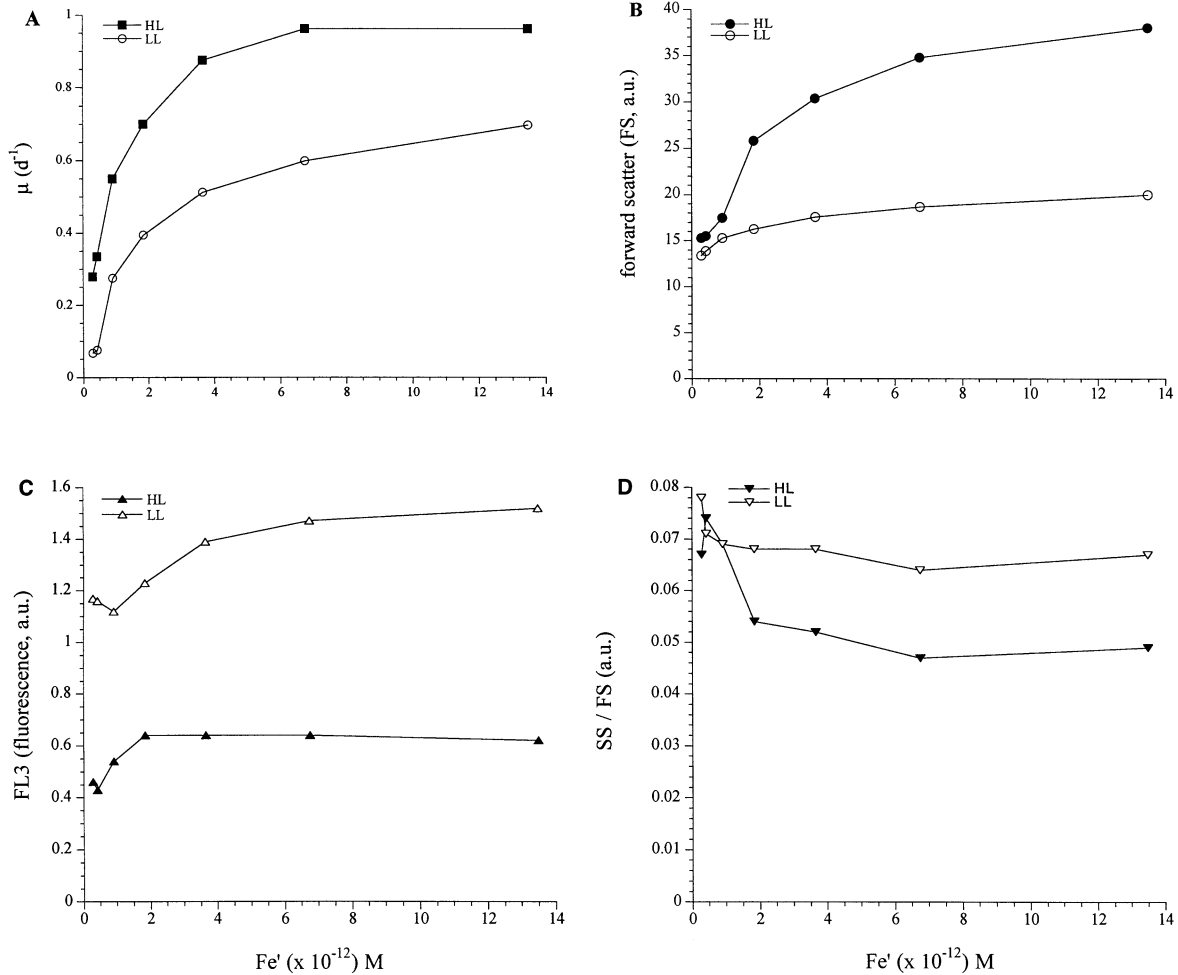 A
HL
LL
1
0.8
0.6
0.4
0.2
0
0 2 4 6 8 10 12 14
μ (d-1)
B
HL
LL
40
35
30
25
20
15
10
5
0
0 2 4 6 8 10 12 14
forward scatter (FS, a.u.)
C
HL
LL
1.6
1.4
1.2
1
0.8
0.6
0.4
0.2
0
0 2 4 6 8 10 12 14
FL3 (fluorescence, a.u.)
Fe' (x 10-12) M
D
HL
LL
0.08
0.07
0.06
0.05
0.04
0.03
0.02
0.01
0
0 2 4 6 8 10 12 14
SS / FS (a.u.)
Fe' (x 10-12) M